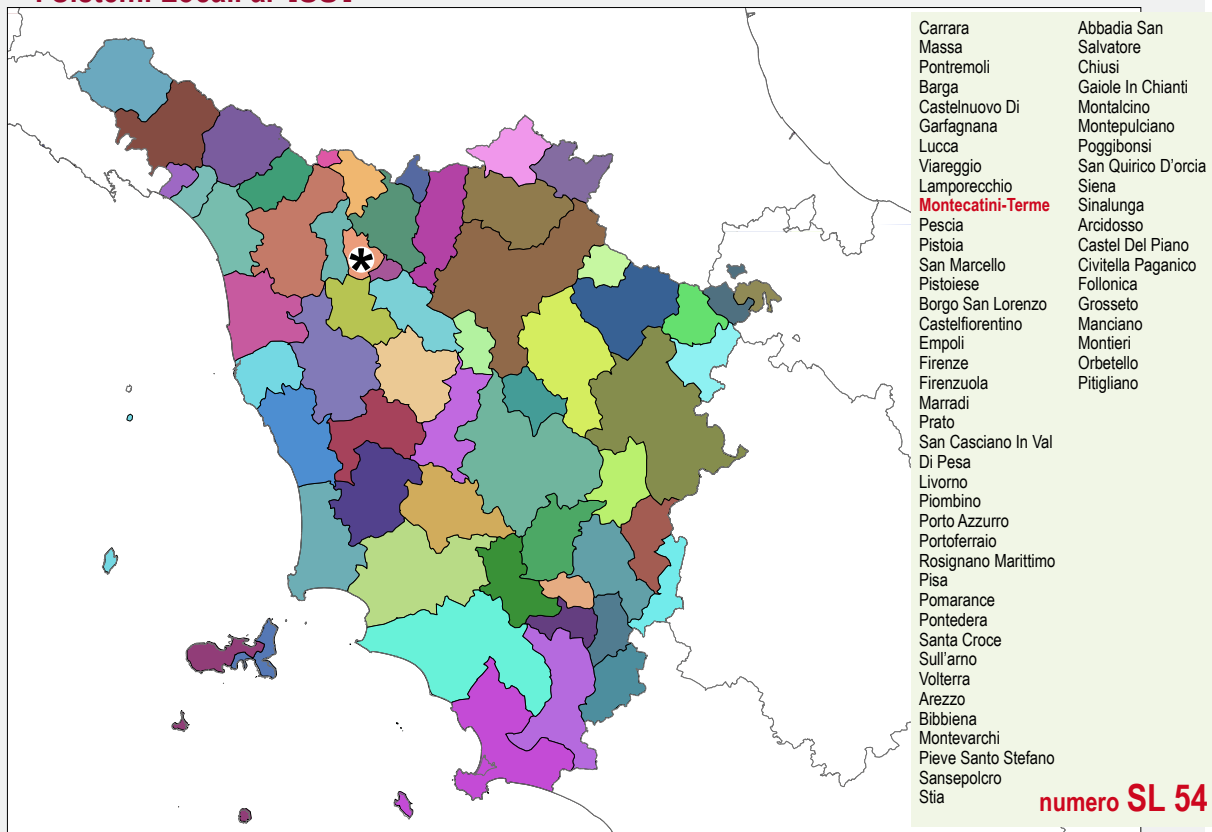 Carrara
Massa
Pontremoli
Barga
Castelnuovo Di
Garfagnana
Lucca
Viareggio
Lamporecchio
Montecatini-Terme
Pescia
Pistoia
San Marcello
Pistoiese
Borgo San Lorenzo
Castelfiorentino
Empoli
Firenze
Firenzuola
Marradi
Prato
San Casciano In Val
Di Pesa
Livorno
Piombino
Porto Azzurro
Portoferraio
Rosignano Marittimo
Pisa
Pomarance
Pontedera
Santa Croce
Sull'arno
Volterra
Arezzo
Bibbiena
Montevarchi
Pieve Santo Stefano
Sansepolcro
Stia
Abbadia San
Salvatore
Chiusi
Gaiole In Chianti
Montalcino
Montepulciano
Poggibonsi
San Quirico D'orcia
Siena
Sinalunga
Arcidosso
Castel Del Piano
Civitella Paganico
Follonica
Grosseto
Manciano
Montieri
Orbetello
Pitigliano
numero SL 54